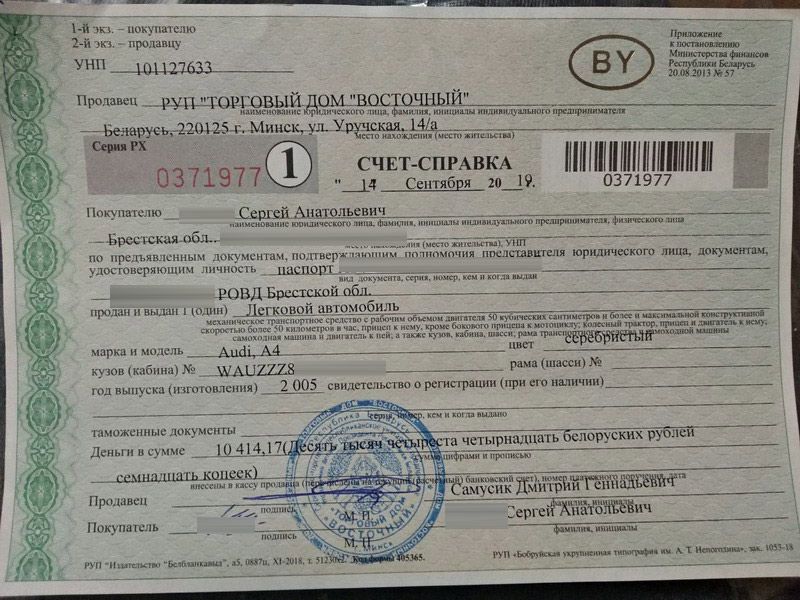 1-й экз. – покупателю
2-й экз. – продавцу
УНП 101127633
BY
Приложение
к постановлению
Министерства финансов
Республики Беларусь
20.08.2013 № 57
Продавец РУП "ТОРГОВЫЙ ДОМ "ВОСТОЧНЫЙ"
наименование юридического лица, фамилия, инициалы индивидуального предпринимателя
Беларусь, 220125 г. Минск, ул. Уручская, 14/а
место нахождения (место жительства)
Серия РХ
0371977
1
СЧЕТ-СПРАВКА
" 14 Сентября 20 19.
0371977
Покупателю Сергей Анатольевич
наименование юридического лица, фамилия, инициалы индивидуального предпринимателя, физического лица
Брестская обл..
место нахождения (место жительства), УНП
по предъявленным документам, подтверждающим полномочия представителя юридического лица, документам,
удостоверяющим личность паспорт
вид документа, серия, номер, кем и когда выдан
РОВД Брестской обл.
продан и выдан 1 (один) Легковой автомобиль
механическое транспортное средство с рабочим объемом двигателя 50 кубических сантиметров и более и максимальной конструктивной
скоростью более 50 километров в час, прицеп к нему, кроме бокового прицепа к мотоциклу; колесный трактор, прицеп и двигатель к нему;
самоходная машина и двигатель к ней, а также кузов, кабина, шасси; рама транспортного средства и самоходной машины
марка и модель Audi, A4 цвет серебристый
кузов (кабина) № WAUZZZ8 рама (шасси) №
год выпуска (изготовления) 2 005 свидетельство о регистрации (при его наличии)
серия, номер, кем и когда выдано
таможенные документы
Деньги в сумме 10 414,17(Десять тысяч четыреста четырнадцать белоруских рублей
сумма цифрами и прописью
семнадцать копеек)
внесены в кассу продавца (перечислены на текущий (расчетный) банковский счет), номер платежного поручения, дата
Продавец Самусик Дмитрий Геннадьевич
подпись М. П. фамилия, инициалы
Покупатель Сергей Анатольевич
подпись М. П. фамилия, инициалы
"ТОРГОВЫЙ ДОМ
"ВОСТОЧНЫЙ"
г. Минск
РУП "Издательство "Белбланкавыд", а5, 0887ц, XI-2018, т. 51230к2. Код формы 405365.
РУП «Бобруйская укрупненная типография им. А. Т. Непогодина», зак. 1053-18